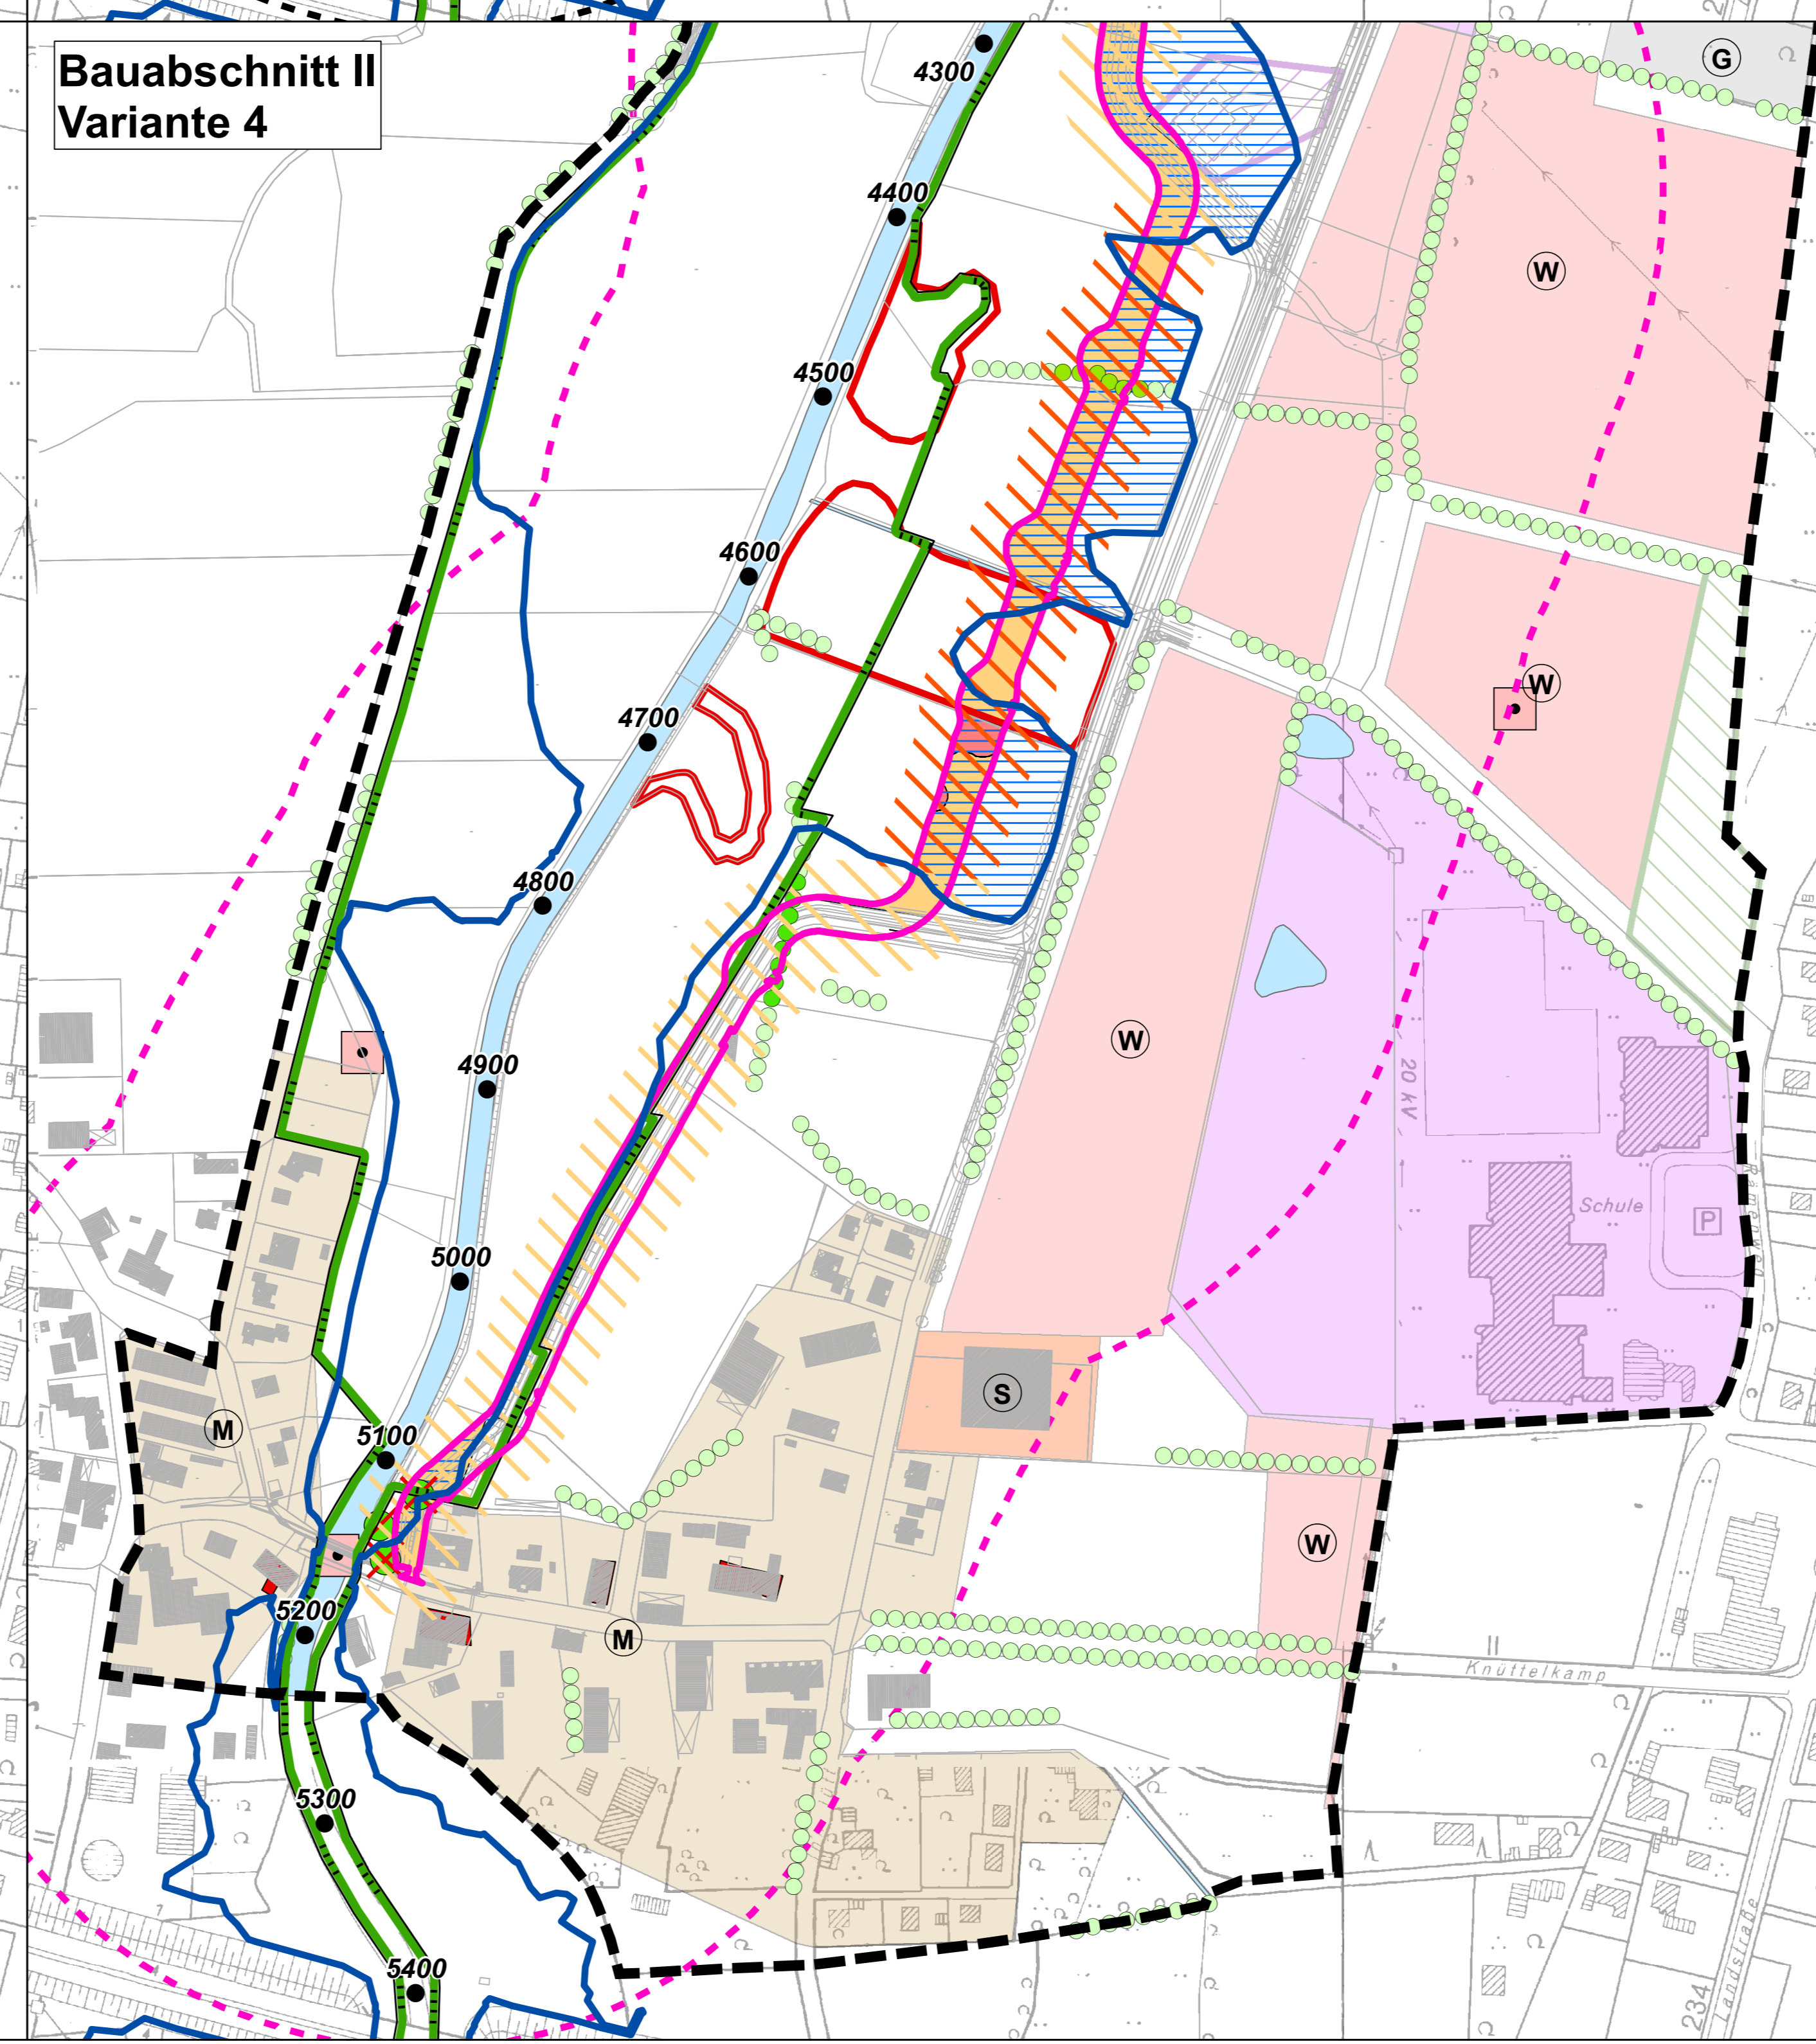 Bauabschnitt II
Variante 4
G
4300
4400
W
4500
4600
W
4700
4800
W
4900
20 kV
5000
Schule
P
S
M
5100
W
5200
M
Knüttelkamp
5300
5400
234
Landstraße